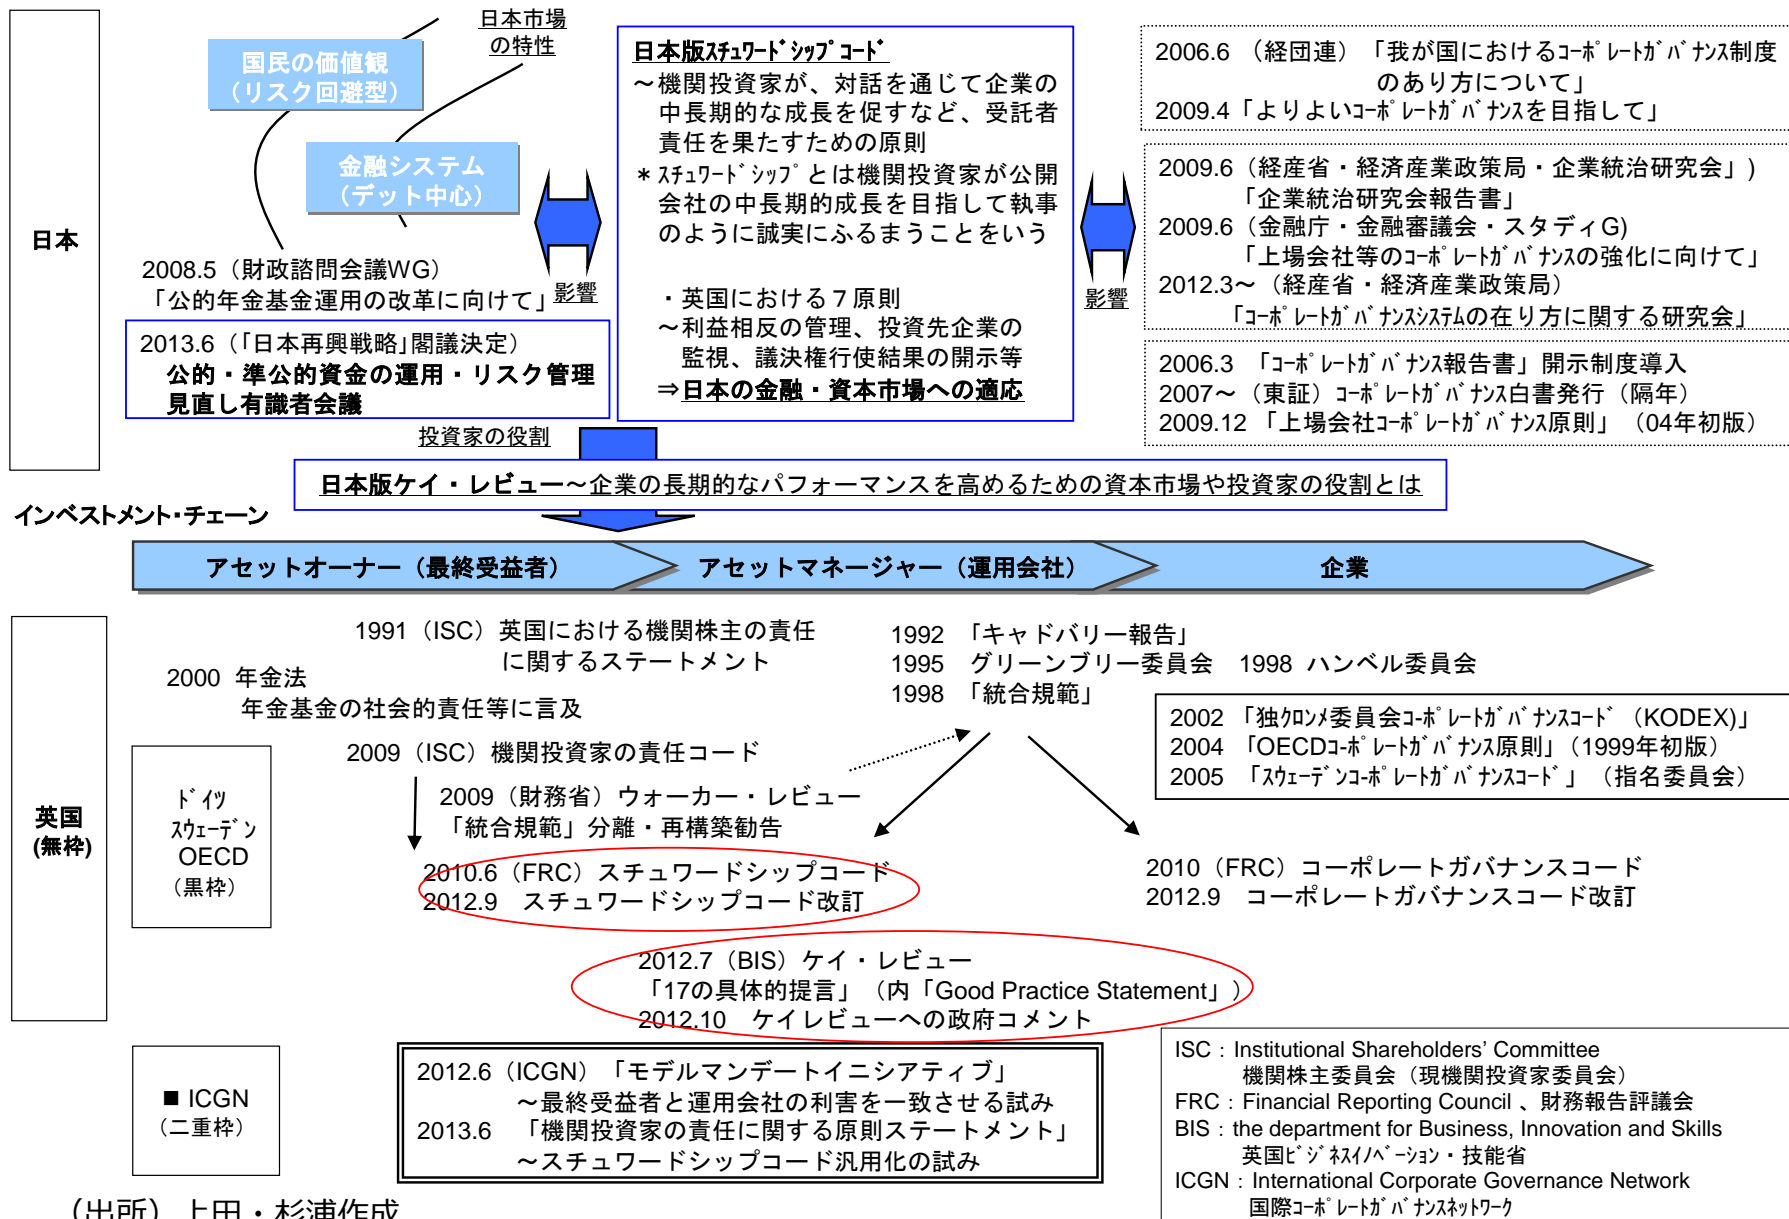 日本市場
の特性
国民の価値観
（リスク回避型）
金融システム
（デット中心）
日本
2008.5（財政諮問会議WG）
「公的年金基金運用の改革に向けて」
影響
2013.6（「日本再興戦略」閣議決定）
公的・準公的資金の運用・リスク管理
見直し有識者会議
日本版ｽﾁｭﾜｰﾄﾞｼｯﾌﾟｺｰﾄﾞ
～機関投資家が、対話を通じて企業の
中長期的な成長を促すなど、受託者
責任を果たすための原則
＊ｽﾁｭﾜｰﾄﾞｼｯﾌﾟとは機関投資家が公開
会社の中長期的成長を目指して執事
のように誠実にふるまうことをいう
・英国における７原則
～利益相反の管理、投資先企業の
監視、議決権行使結果の開示等
⇒日本の金融・資本市場への適応
影響
2006.6 （経団連）「我が国におけるｺｰﾎﾟﾚｰﾄｶﾞﾊﾞﾅﾝｽ制度
のあり方について」
2009.4「よりよいｺｰﾎﾟﾚｰﾄｶﾞﾊﾞﾅﾝｽを目指して」
2009.6（経産省・経済産業政策局・企業統治研究会」)
「企業統治研究会報告書」
2009.6（金融庁・金融審議会・スタディG)
「上場会社等のｺｰﾎﾟﾚｰﾄｶﾞﾊﾞﾅﾝｽの強化に向けて」
2012.3～（経産省・経済産業政策局）
「ｺｰﾎﾟﾚｰﾄｶﾞﾊﾞﾅﾝｽｼｽﾃﾑの在り方に関する研究会」
2006.3 「ｺｰﾎﾟﾚｰﾄｶﾞﾊﾞﾅﾝｽ報告書」開示制度導入
2007～（東証）ｺｰﾎﾟﾚｰﾄｶﾞﾊﾞﾅﾝｽ白書発行（隔年）
2009.12 「上場会社ｺｰﾎﾟﾚｰﾄｶﾞﾊﾞﾅﾝｽ原則」（04年初版）
投資家の役割
日本版ケイ・レビュー～企業の長期的なパフォーマンスを高めるための資本市場や投資家の役割とは
インベストメント・チェーン
アセットオーナー（最終受益者）
アセットマネージャー（運用会社）
企業
英国
(無枠)
1991（ISC）英国における機関株主の責任
に関するステートメント
2000 年金法
年金基金の社会的責任等に言及
2009（ISC）機関投資家の責任コード
2009（財務省）ウォーカー・レビュー
「統合規範」分離・再構築勧告
2010.6（FRC）スチュワードシップコード
2012.9 スチュワードシップコード改訂
1992 「キャドバリー報告」
1995 グリーンブリー委員会 1998 ハンペル委員会
1998 「統合規範」
2002 「独ｸﾛﾝﾒ委員会ｺｰﾎﾟﾚｰﾄｶﾞﾊﾞﾅﾝｽｺｰﾄﾞ（KODEX)」
2004 「OECDｺｰﾎﾟﾚｰﾄｶﾞﾊﾞﾅﾝｽ原則」（1999年初版）
2005 「ｽｳｪｰﾃﾞﾝｺｰﾎﾟﾚｰﾄｶﾞﾊﾞﾅﾝｽｺｰﾄﾞ」（指名委員会）
2010（FRC）コーポレートガバナンスコード
2012.9 コーポレートガバナンスコード改訂
ﾄﾞｲﾂ
ｽｳｪｰﾃﾞﾝ
OECD
（黒枠）
2012.7（BIS）ケイ・レビュー
「17の具体的提言」（内「Good Practice Statement」）
2012.10 ケイレビューへの政府コメント
■ ICGN
（二重枠）
2012.6（ICGN）「モデルマンデートイニシアティブ」
～最終受益者と運用会社の利害を一致させる試み
2013.6 「機関投資家の責任に関する原則ステートメント」
～スチュワードシップコード汎用化の試み
ISC：Institutional Shareholders’ Committee
機関株主委員会（現機関投資家委員会）
FRC：Financial Reporting Council 、財務報告評議会
BIS：the department for Business, Innovation and Skills
英国ﾋﾞｼﾞﾈｽｲﾉﾍﾞｰｼｮﾝ・技能省
ICGN：International Corporate Governance Network
国際ｺｰﾎﾟﾚｰﾄｶﾞﾊﾞﾅﾝｽﾈｯﾄﾜｰｸ
（出所）上田・杉浦作成